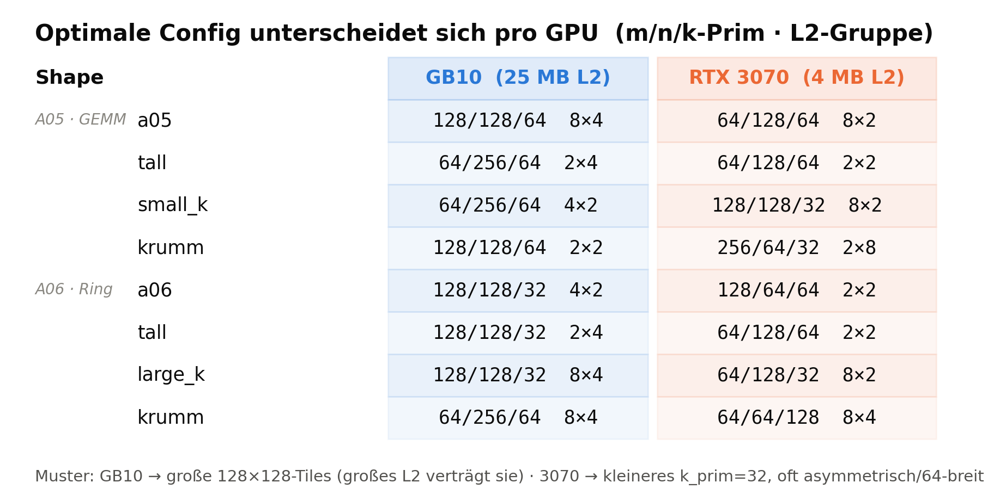 Optimale Config unterscheidet sich pro GPU (m/n/k-Prim · L2-Gruppe)
Shape GB10 (25 MB L2) RTX 3070 (4 MB L2)
A05 · GEMM a05 128/128/64 8×4 64/128/64 8×2
tall 64/256/64 2×4 64/128/64 2×2
small_k 64/256/64 4×2 128/128/32 8×2
krumm 128/128/64 2×2 256/64/32 2×8
A06 · Ring a06 128/128/32 4×2 128/64/64 2×2
tall 128/128/32 2×4 64/128/64 2×2
large_k 128/128/32 8×4 64/128/32 8×2
krumm 64/256/64 8×4 64/64/128 8×4
Muster: GB10 → große 128×128-Tiles (großes L2 verträgt sie) · 3070 → kleineres k_prim=32, oft asymmetrisch/64-breit